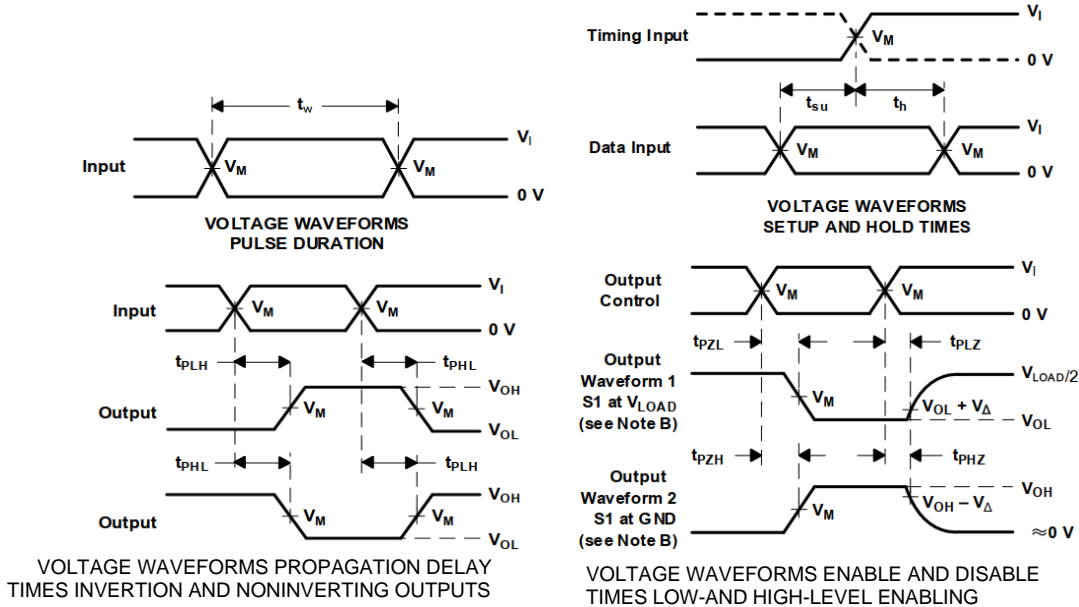 t_w
V_I
Input
V_M
V_M
0 V
VOLTAGE WAVEFORMS
PULSE DURATION
V_I
Timing Input
V_M
0 V
t_su
t_h
V_I
Data Input
V_M
V_M
0 V
VOLTAGE WAVEFORMS
SETUP AND HOLD TIMES
V_I
Input
V_M
V_M
0 V
t_PLH
t_PHL
V_OH
Output
V_M
V_M
V_OL
t_PHL
t_PLH
V_OH
Output
V_M
V_M
V_OL
VOLTAGE WAVEFORMS PROPAGATION DELAY
TIMES INVERTION AND NONINVERTING OUTPUTS
V_I
Output
Control
V_M
V_M
0 V
t_PZL
t_PLZ
Output
Waveform 1
S1 at V_LOAD
(see Note B)
V_LOAD/2
V_M
V_OL + V_Δ
V_OL
t_PZH
t_PHZ
Output
Waveform 2
S1 at GND
(see Note B)
V_OH
V_M
V_OH − V_Δ
≈0 V
VOLTAGE WAVEFORMS ENABLE AND DISABLE
TIMES LOW-AND HIGH-LEVEL ENABLING